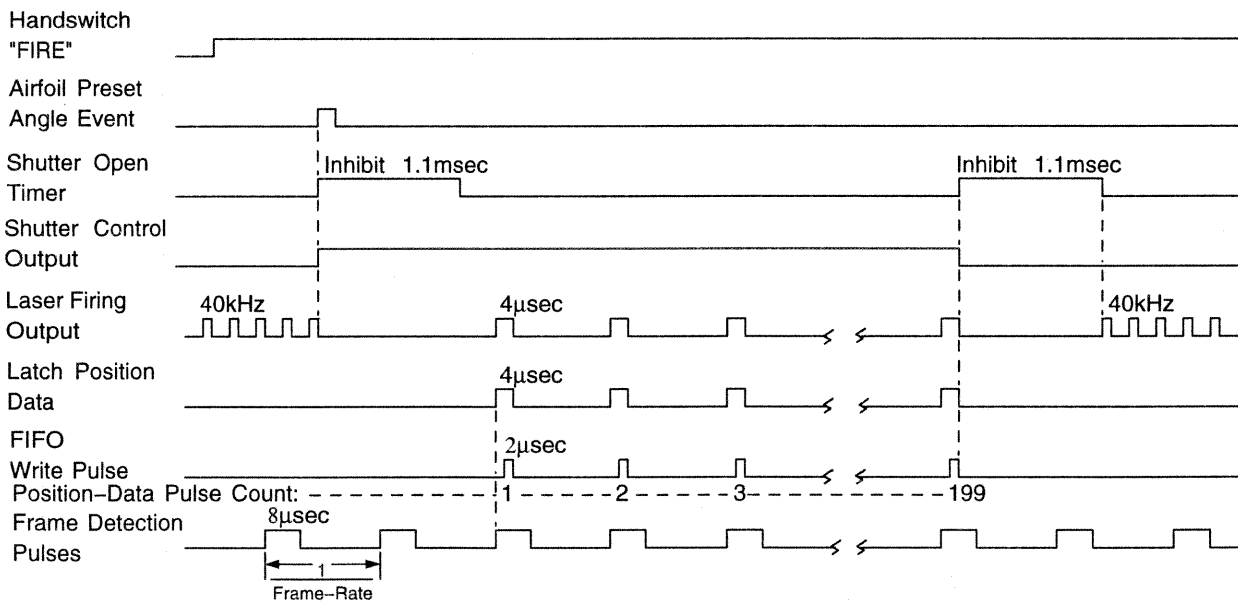 Handswitch
"FIRE"
Airfoil Preset
Angle Event
Shutter Open
Timer
Inhibit 1.1msec
Inhibit 1.1msec
Shutter Control
Output
Laser Firing
Output
40kHz
4μsec
40kHz
Latch Position
Data
4μsec
FIFO
Write Pulse
2μsec
Position–Data Pulse Count: 1 2 3 199
Frame Detection
Pulses
8μsec
1
Frame–Rate